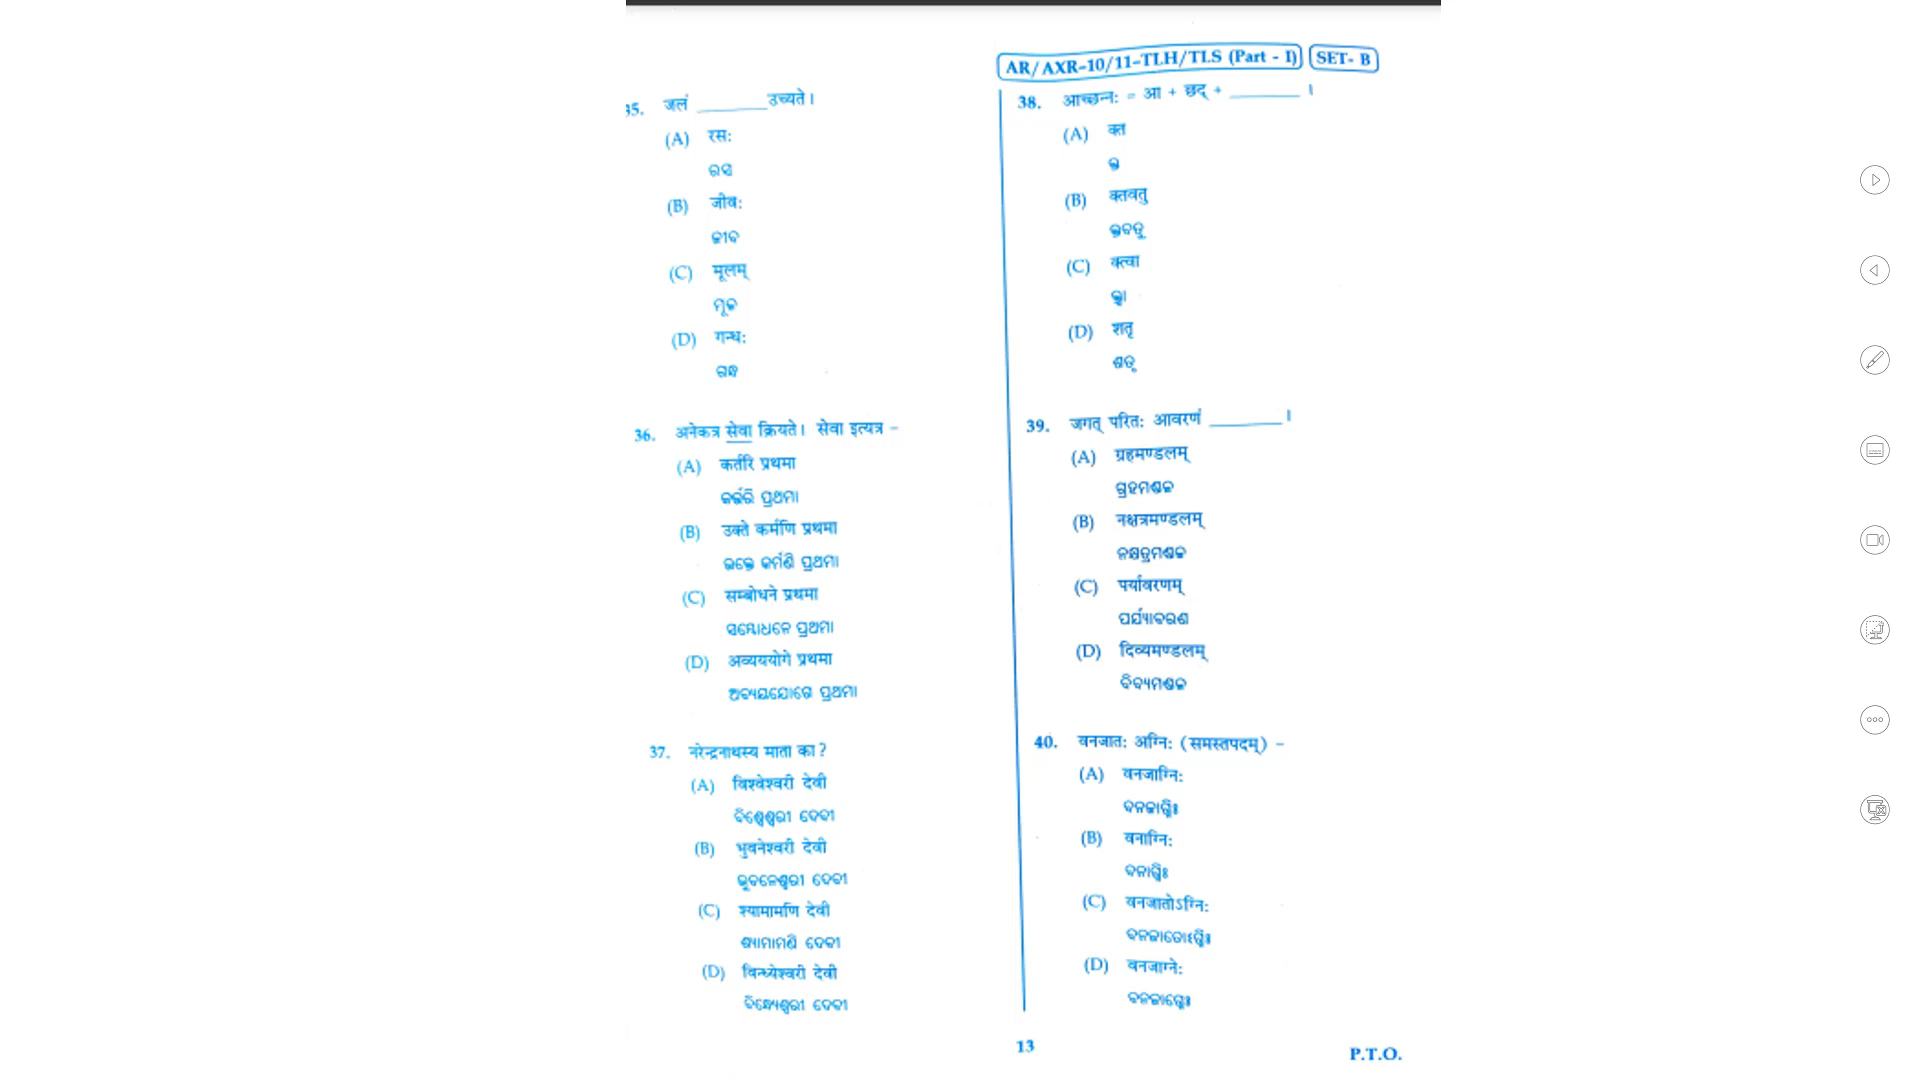 AR/AXR-10/11-TLH/TLS (Part - I) SET- B
35. जलं ________ उच्यते।
(A) रस:
ରସ
(B) जीव:
ଜୀବ
(C) मूलम्
ମୂଳ
(D) गन्ध:
ଗନ୍ଧ
36. अनेकत्र सेवा क्रियते। सेवा इत्यत्र -
(A) कर्तरि प्रथमा
କର୍ତ୍ତରି ପ୍ରଥମା
(B) उक्ते कर्मणि प्रथमा
ଉକ୍ତେ କର୍ମଣି ପ୍ରଥମା
(C) सम्बोधने प्रथमा
ସମ୍ବୋଧନେ ପ୍ରଥମା
(D) अव्यययोगे प्रथमा
ଅବ୍ୟୟଯୋଗେ ପ୍ରଥମା
37. नरेन्द्रनाथस्य माता का?
(A) विश्वेश्वरी देवी
ବିଶ୍ୱେଶ୍ୱରୀ ଦେବୀ
(B) भुवनेश्वरी देवी
ଭୁବନେଶ୍ୱରୀ ଦେବୀ
(C) श्यामामणि देवी
ଶ୍ୟାମାମଣି ଦେବୀ
(D) विन्ध्येश्वरी देवी
ବିନ୍ଧ୍ୟେଶ୍ୱରୀ ଦେବୀ
38. आच्छन्न: = आ + छद् + ________ ।
(A) क्त
କ୍ତ
(B) क्तवतु
କ୍ତବତୁ
(C) क्त्वा
କ୍ତ୍ୱା
(D) शतृ
ଶତୃ
39. जगत् परित: आवरणं ________ ।
(A) ग्रहमण्डलम्
ଗ୍ରହମଣ୍ଡଳ
(B) नक्षत्रमण्डलम्
ନକ୍ଷତ୍ରମଣ୍ଡଳ
(C) पर्यावरणम्
ପର୍ଯ୍ୟାବରଣ
(D) दिव्यमण्डलम्
ଦିବ୍ୟମଣ୍ଡଳ
40. वनजात: अग्नि: (समस्तपदम्) -
(A) वनजाग्नि:
ବନଜାଗ୍ନିଃ
(B) वनाग्नि:
ବନାଗ୍ନିଃ
(C) वनजातोऽग्नि:
ବନଜାତୋଽଗ୍ନିଃ
(D) वनजाग्ने:
ବନଜାଗ୍ନେଃ
13
P.T.O.